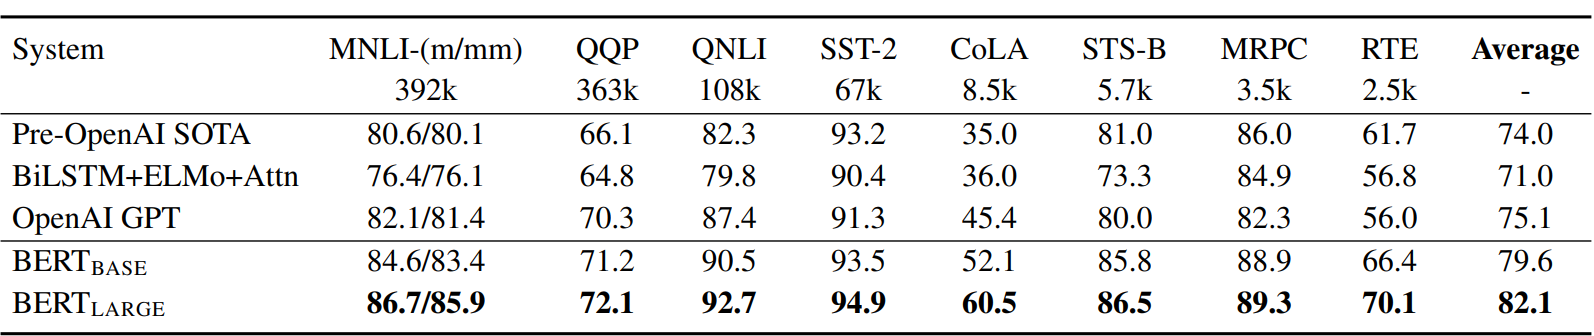 System MNLI-(m/mm) QQP QNLI SST-2 CoLA STS-B MRPC RTE Average
392k 363k 108k 67k 8.5k 5.7k 3.5k 2.5k -
Pre-OpenAI SOTA 80.6/80.1 66.1 82.3 93.2 35.0 81.0 86.0 61.7 74.0
BiLSTM+ELMo+Attn 76.4/76.1 64.8 79.8 90.4 36.0 73.3 84.9 56.8 71.0
OpenAI GPT 82.1/81.4 70.3 87.4 91.3 45.4 80.0 82.3 56.0 75.1
BERTBASE 84.6/83.4 71.2 90.5 93.5 52.1 85.8 88.9 66.4 79.6
BERTLARGE 86.7/85.9 72.1 92.7 94.9 60.5 86.5 89.3 70.1 82.1